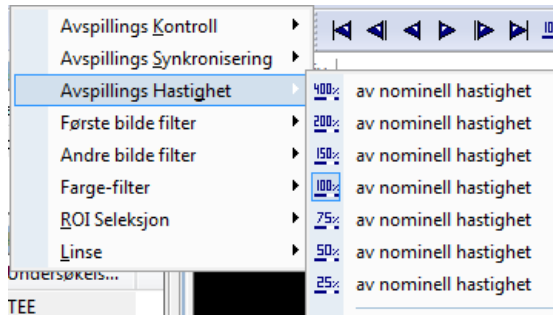 Avspillings Kontroll
Avspillings Synkronisering
Avspillings Hastighet
Første bilde filter
Andre bilde filter
Farge-filter
ROI Seleksjon
Linse
400% av nominell hastighet
200% av nominell hastighet
150% av nominell hastighet
100% av nominell hastighet
75% av nominell hastighet
50% av nominell hastighet
25% av nominell hastighet
Undersøkels...
TEE